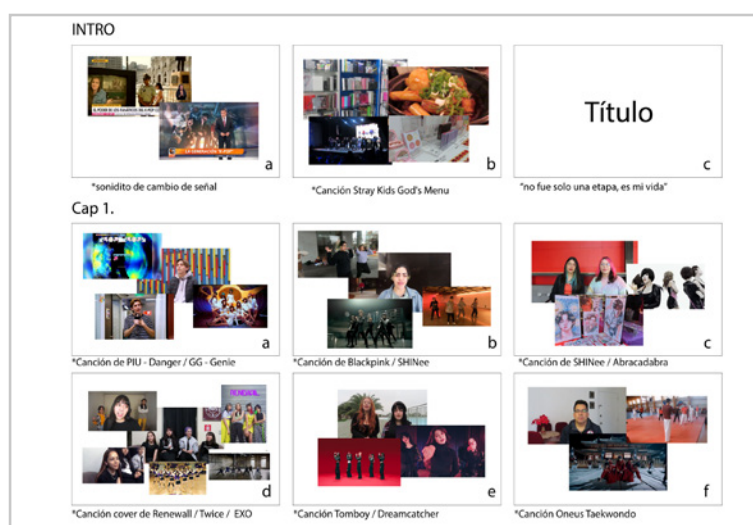 INTRO
a
b
Título
c
*sonidito de cambio de señal
*Canción Stray Kids God's Menu
"no fue solo una etapa, es mi vida"
Cap 1.
a
b
c
*Canción de PIU - Danger / GG - Genie
*Canción de Blackpink / SHINee
*Canción de SHINee / Abracadabra
d
e
f
*Canción cover de Renewall / Twice / EXO
*Canción Tomboy / Dreamcatcher
*Canción Oneus Taekwondo